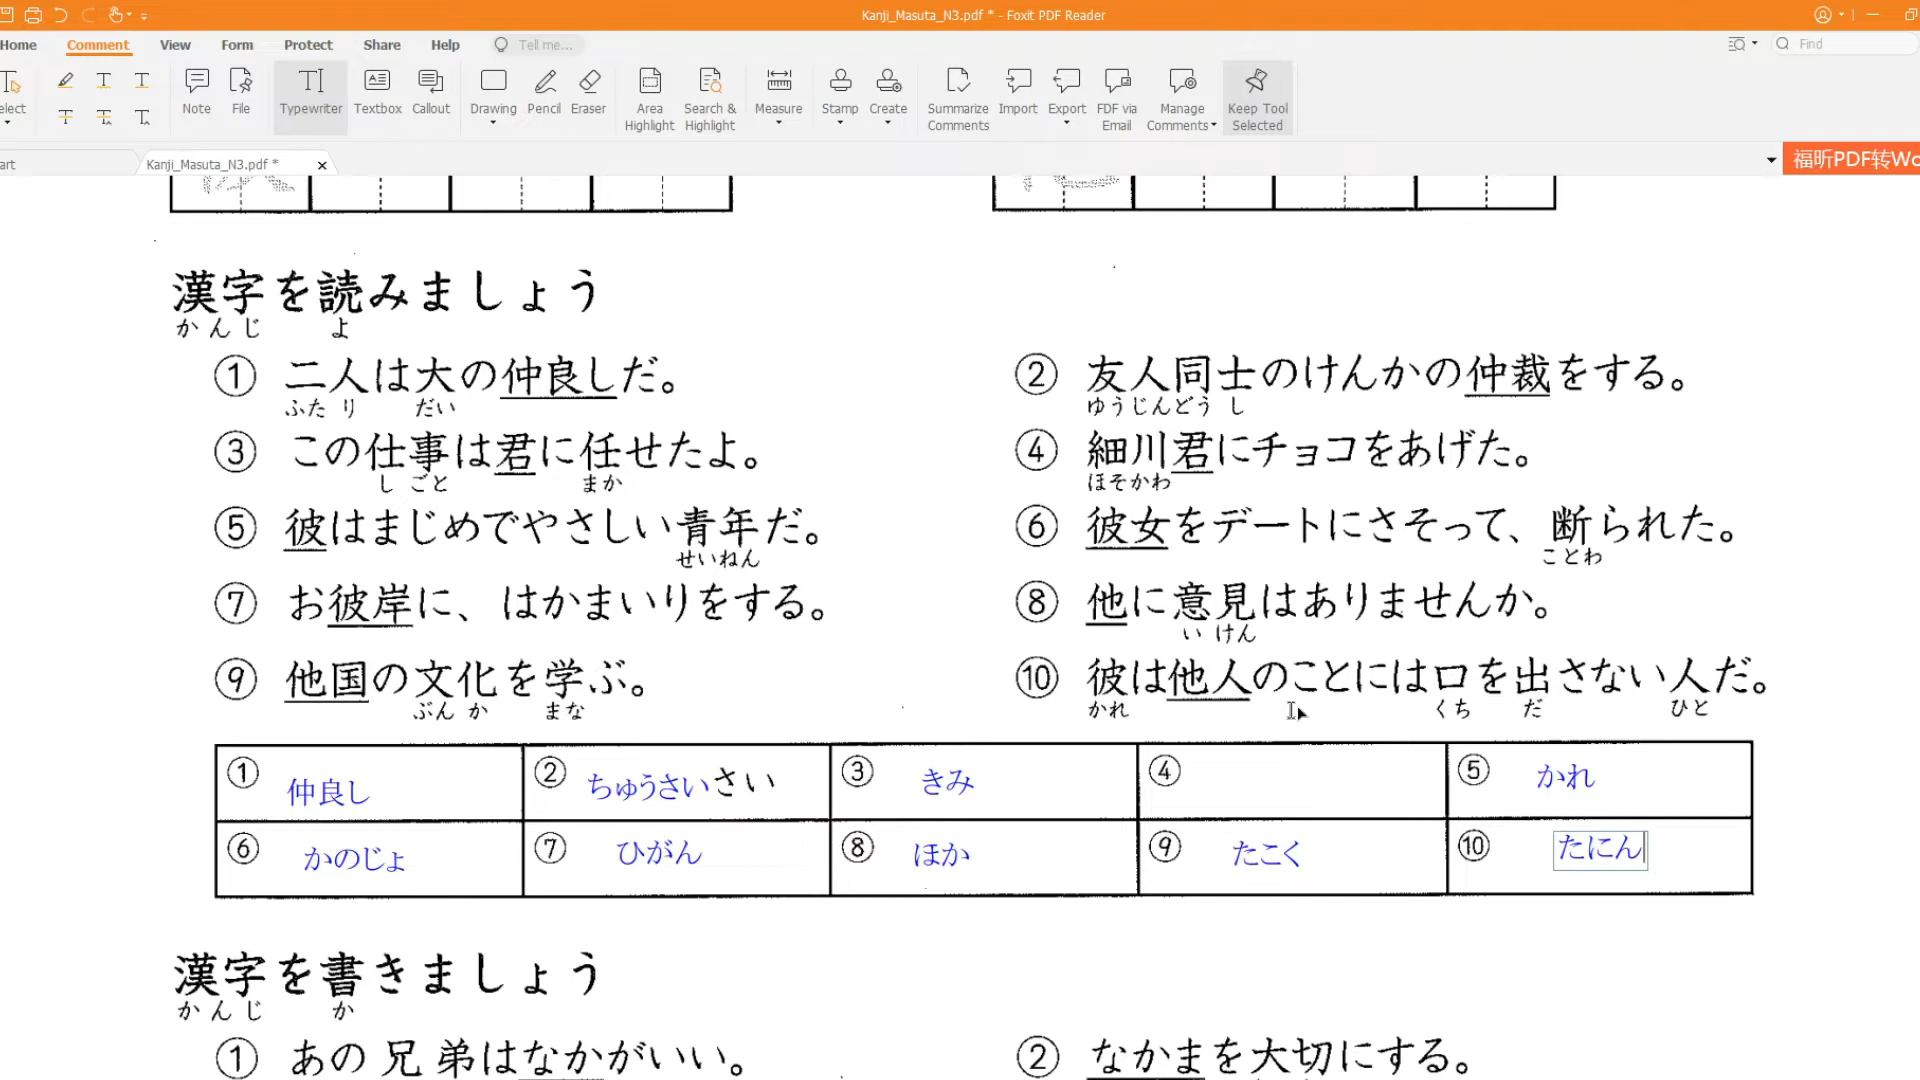 Kanji_Masuta_N3.pdf * - Foxit PDF Reader
Home Comment View Form Protect Share Help Tell me... Find
Note File Typewriter Textbox Callout Drawing Pencil Eraser Area Highlight Search & Highlight Measure Stamp Create Summarize Comments Import Export FDF via Email Manage Comments Keep Tool Selected
Kanji_Masuta_N3.pdf *
福昕PDF转Wo
漢字を読みましょう
かんじ よ
① 二人は大の仲良しだ。
ふた り だい
② 友人同士のけんかの仲裁をする。
ゆうじんどう し
③ この仕事は君に任せたよ。
し ごと まか
④ 細川君にチョコをあげた。
ほそかわ
⑤ 彼はまじめでやさしい青年だ。
せいねん
⑥ 彼女をデートにさそって、断られた。
ことわ
⑦ お彼岸に、はかまいりをする。
⑧ 他に意見はありませんか。
い けん
⑨ 他国の文化を学ぶ。
ぶん か まな
⑩ 彼は他人のことには口を出さない人だ。
かれ くち だ ひと
① 仲良し ② ちゅうさいさい ③ きみ ④ ⑤ かれ
⑥ かのじょ ⑦ ひがん ⑧ ほか ⑨ たこく ⑩ たにん
漢字を書きましょう
かんじ か
① あの兄弟はなかがいい。
② なかまを大切にする。